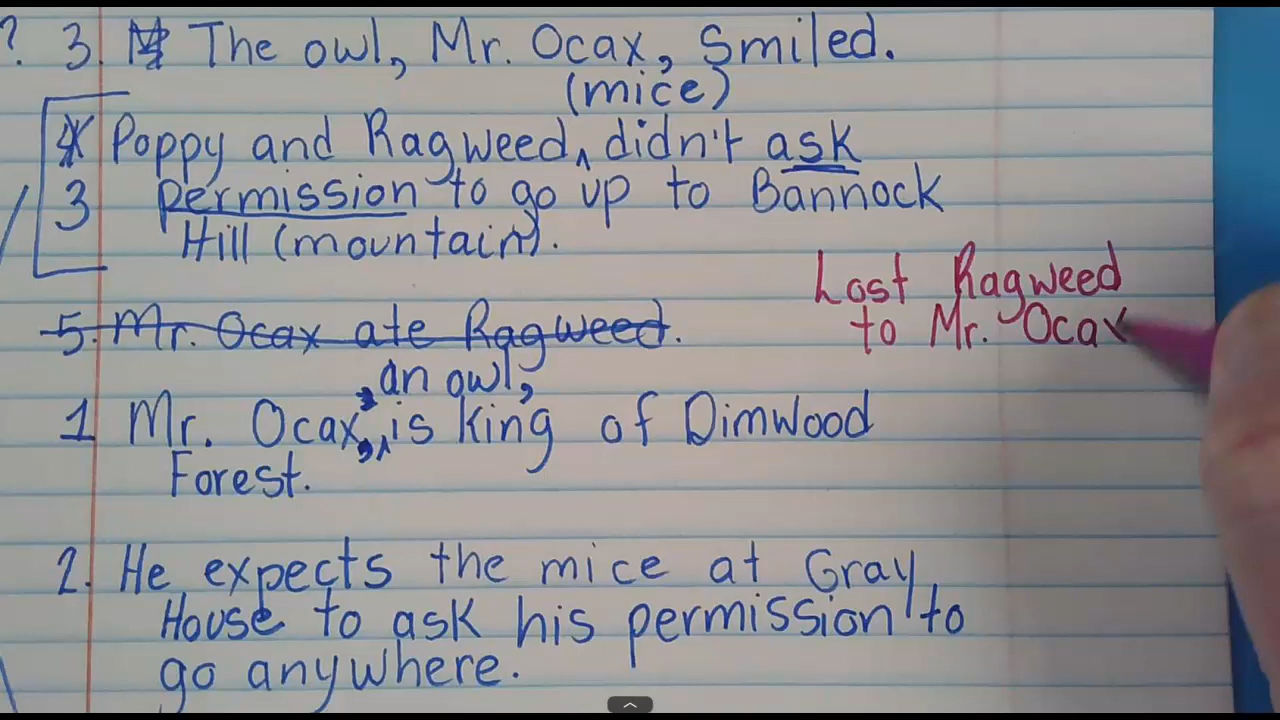 ? 3. The owl, Mr. Ocax, Smiled.
(mice)
4 Poppy and Ragweed, ^ didn't ask
3 permission to go up to Bannock
Hill (mountain).
Lost Ragweed
5. Mr. Ocax ate Ragweed.
to Mr. Ocax
, an owl,
1 Mr. Ocax, ^ is king of Dimwood
Forest.
2. He expects the mice at Gray
House to ask his permission to
go anywhere.